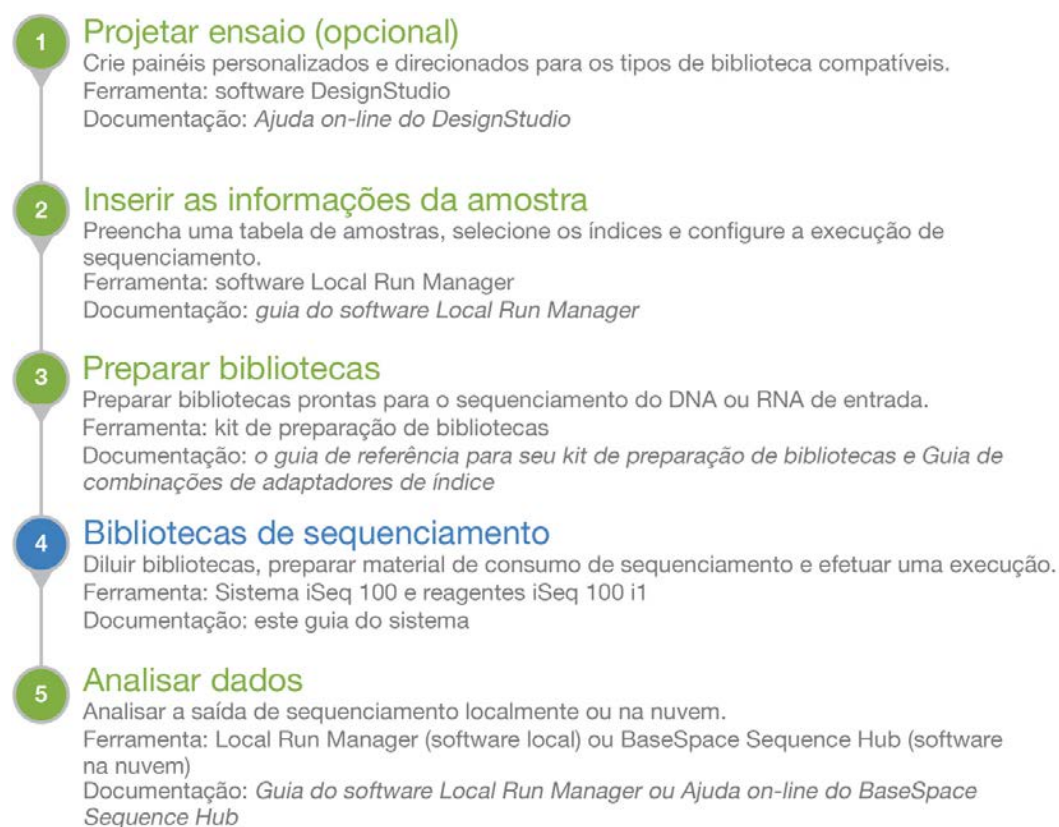 1
Projetar ensaio (opcional)
Crie painéis personalizados e direcionados para os tipos de biblioteca compatíveis.
Ferramenta: software DesignStudio
Documentação: Ajuda on-line do DesignStudio
2
Inserir as informações da amostra
Preencha uma tabela de amostras, selecione os índices e configure a execução de
sequenciamento.
Ferramenta: software Local Run Manager
Documentação: guia do software Local Run Manager
3
Preparar bibliotecas
Preparar bibliotecas prontas para o sequenciamento do DNA ou RNA de entrada.
Ferramenta: kit de preparação de bibliotecas
Documentação: o guia de referência para seu kit de preparação de bibliotecas e Guia de
combinações de adaptadores de índice
4
Bibliotecas de sequenciamento
Diluir bibliotecas, preparar material de consumo de sequenciamento e efetuar uma execução.
Ferramenta: Sistema iSeq 100 e reagentes iSeq 100 i1
Documentação: este guia do sistema
5
Analisar dados
Analisar a saída de sequenciamento localmente ou na nuvem.
Ferramenta: Local Run Manager (software local) ou BaseSpace Sequence Hub (software
na nuvem)
Documentação: Guia do software Local Run Manager ou Ajuda on-line do BaseSpace
Sequence Hub